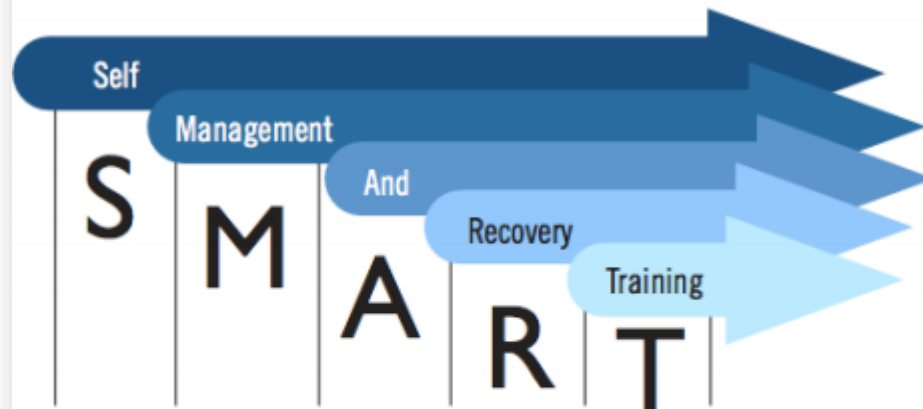 Self
Management
And
Recovery
Training
S
M
A
R
T